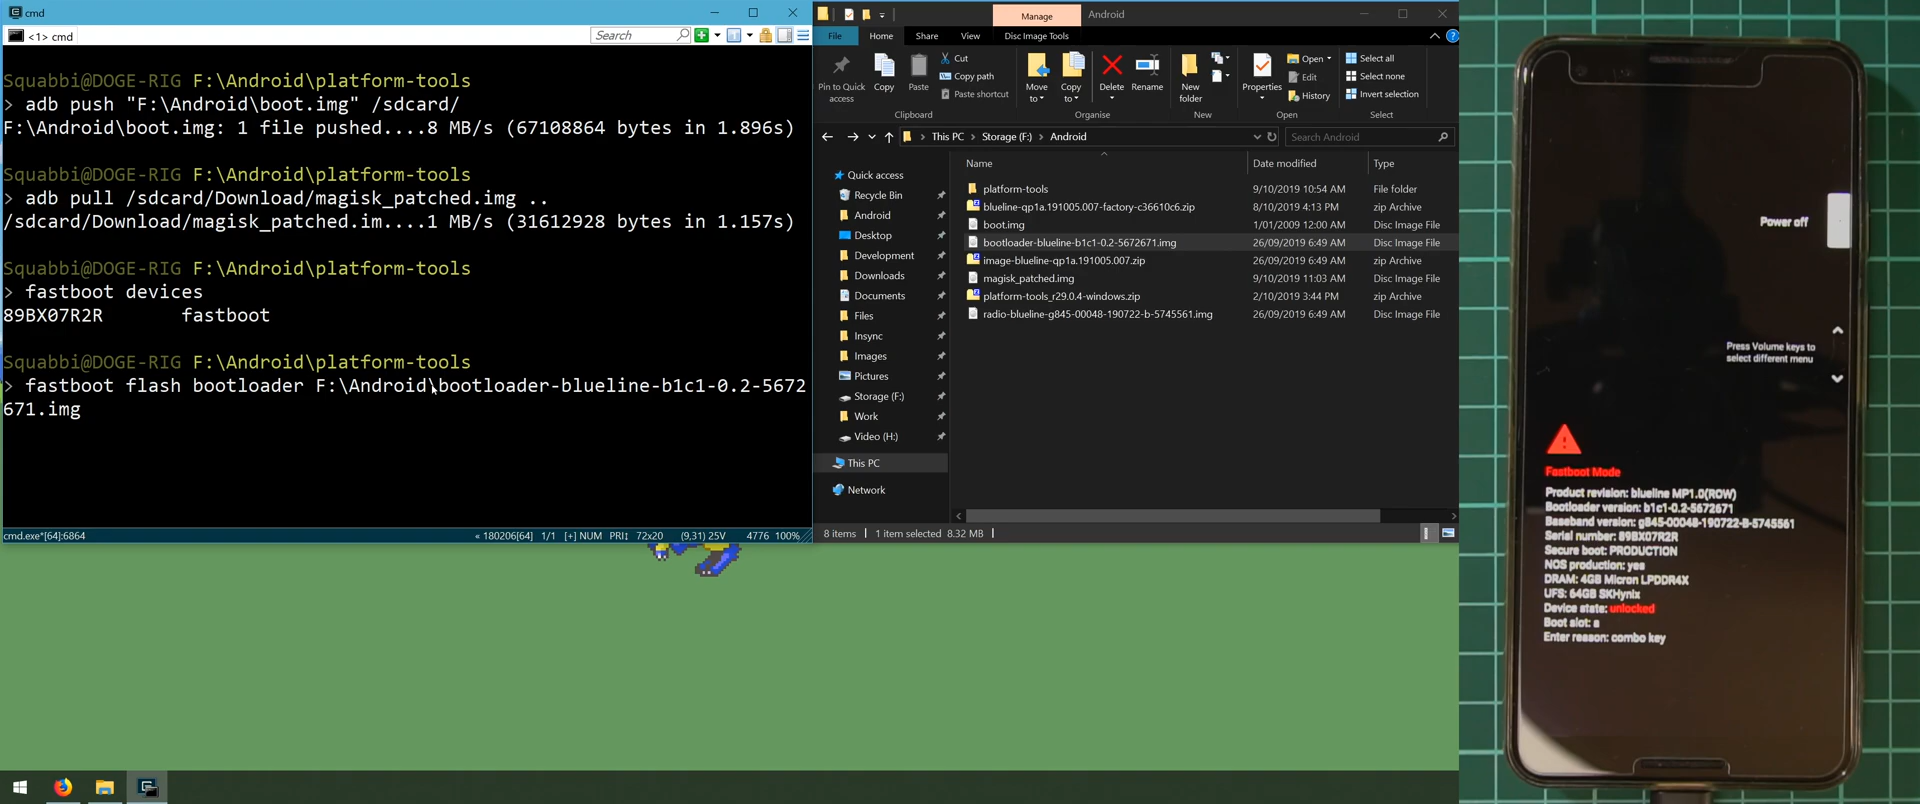 cmd
<1> cmd
Search
Squabbi@DOGE-RIG F:\Android\platform-tools
> adb push "F:\Android\boot.img" /sdcard/
F:\Android\boot.img: 1 file pushed....8 MB/s (67108864 bytes in 1.896s)
Squabbi@DOGE-RIG F:\Android\platform-tools
> adb pull /sdcard/Download/magisk_patched.img ..
/sdcard/Download/magisk_patched.im....1 MB/s (31612928 bytes in 1.157s)
Squabbi@DOGE-RIG F:\Android\platform-tools
> fastboot devices
89BX07R2R fastboot
Squabbi@DOGE-RIG F:\Android\platform-tools
> fastboot flash bootloader F:\Android\bootloader-blueline-b1c1-0.2-5672
671.img
cmd.exe*[64]:6864
« 180206[64] 1/1 [+] NUM PRI↕ 72x20 (9,31) 25V 4776 100%
Manage
Android
File
Home
Share
View
Disc Image Tools
Pin to Quick
access
Copy
Paste
Cut
Copy path
Paste shortcut
Clipboard
Move
to
Copy
to
Delete
Rename
Organise
New
folder
New
Properties
Open
Edit
History
Open
Select all
Select none
Invert selection
Select
This PC > Storage (F:) > Android
Search Android
Quick access
Recycle Bin
Android
Desktop
Development
Downloads
Documents
Files
Insync
Images
Pictures
Storage (F:)
Work
Video (H:)
This PC
Network
Name Date modified Type
platform-tools 9/10/2019 10:54 AM File folder
blueline-qp1a.191005.007-factory-c36610c6.zip 8/10/2019 4:13 PM zip Archive
boot.img 1/01/2009 12:00 AM Disc Image File
bootloader-blueline-b1c1-0.2-5672671.img 26/09/2019 6:49 AM Disc Image File
image-blueline-qp1a.191005.007.zip 26/09/2019 6:49 AM zip Archive
magisk_patched.img 9/10/2019 11:03 AM Disc Image File
platform-tools_r29.0.4-windows.zip 2/10/2019 3:44 PM zip Archive
radio-blueline-g845-00048-190722-b-5745561.img 26/09/2019 6:49 AM Disc Image File
8 items
1 item selected 8.32 MB
Power off
Press Volume keys to
select different menu
Fastboot Mode
Product revision: blueline MP1.0(ROW)
Bootloader version: b1c1-0.2-5672671
Baseband version: g845-00048-190722-B-5745561
Serial number: 89BX07R2R
Secure boot: PRODUCTION
NOS production: yes
DRAM: 4GB Micron LPDDR4X
UFS: 64GB SKHynix
Device state: unlocked
Boot slot: a
Enter reason: combo key